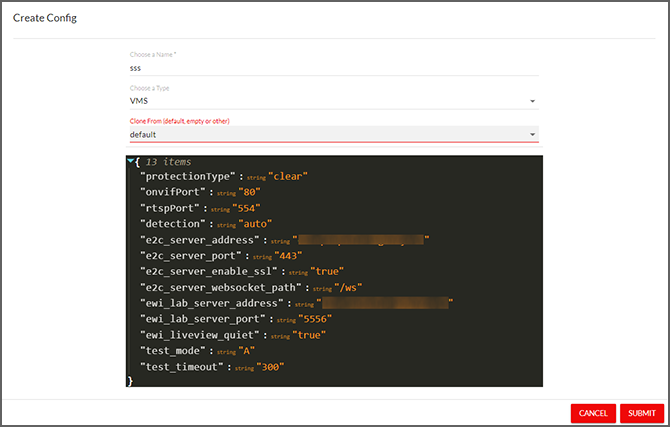 Create Config
Choose a Name *
sss
Choose a Type
VMS
Clone From (default, empty or other)
default
{ 13 items
"protectionType" : string "clear"
"onvifPort" : string "80"
"rtspPort" : string "554"
"detection" : string "auto"
"e2c_server_address" : string "
"
"e2c_server_port" : string "443"
"e2c_server_enable_ssl" : string "true"
"e2c_server_websocket_path" : string "/ws"
"ewi_lab_server_address" : string "
"
"ewi_lab_server_port" : string "5556"
"ewi_liveview_quiet" : string "true"
"test_mode" : string "A"
"test_timeout" : string "300"
}
CANCEL
SUBMIT